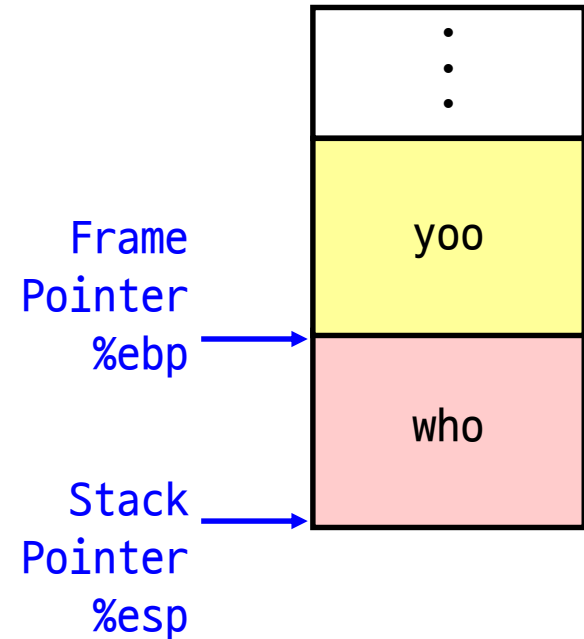 •
•
•
yoo
Frame
Pointer
%ebp
who
Stack
Pointer
%esp